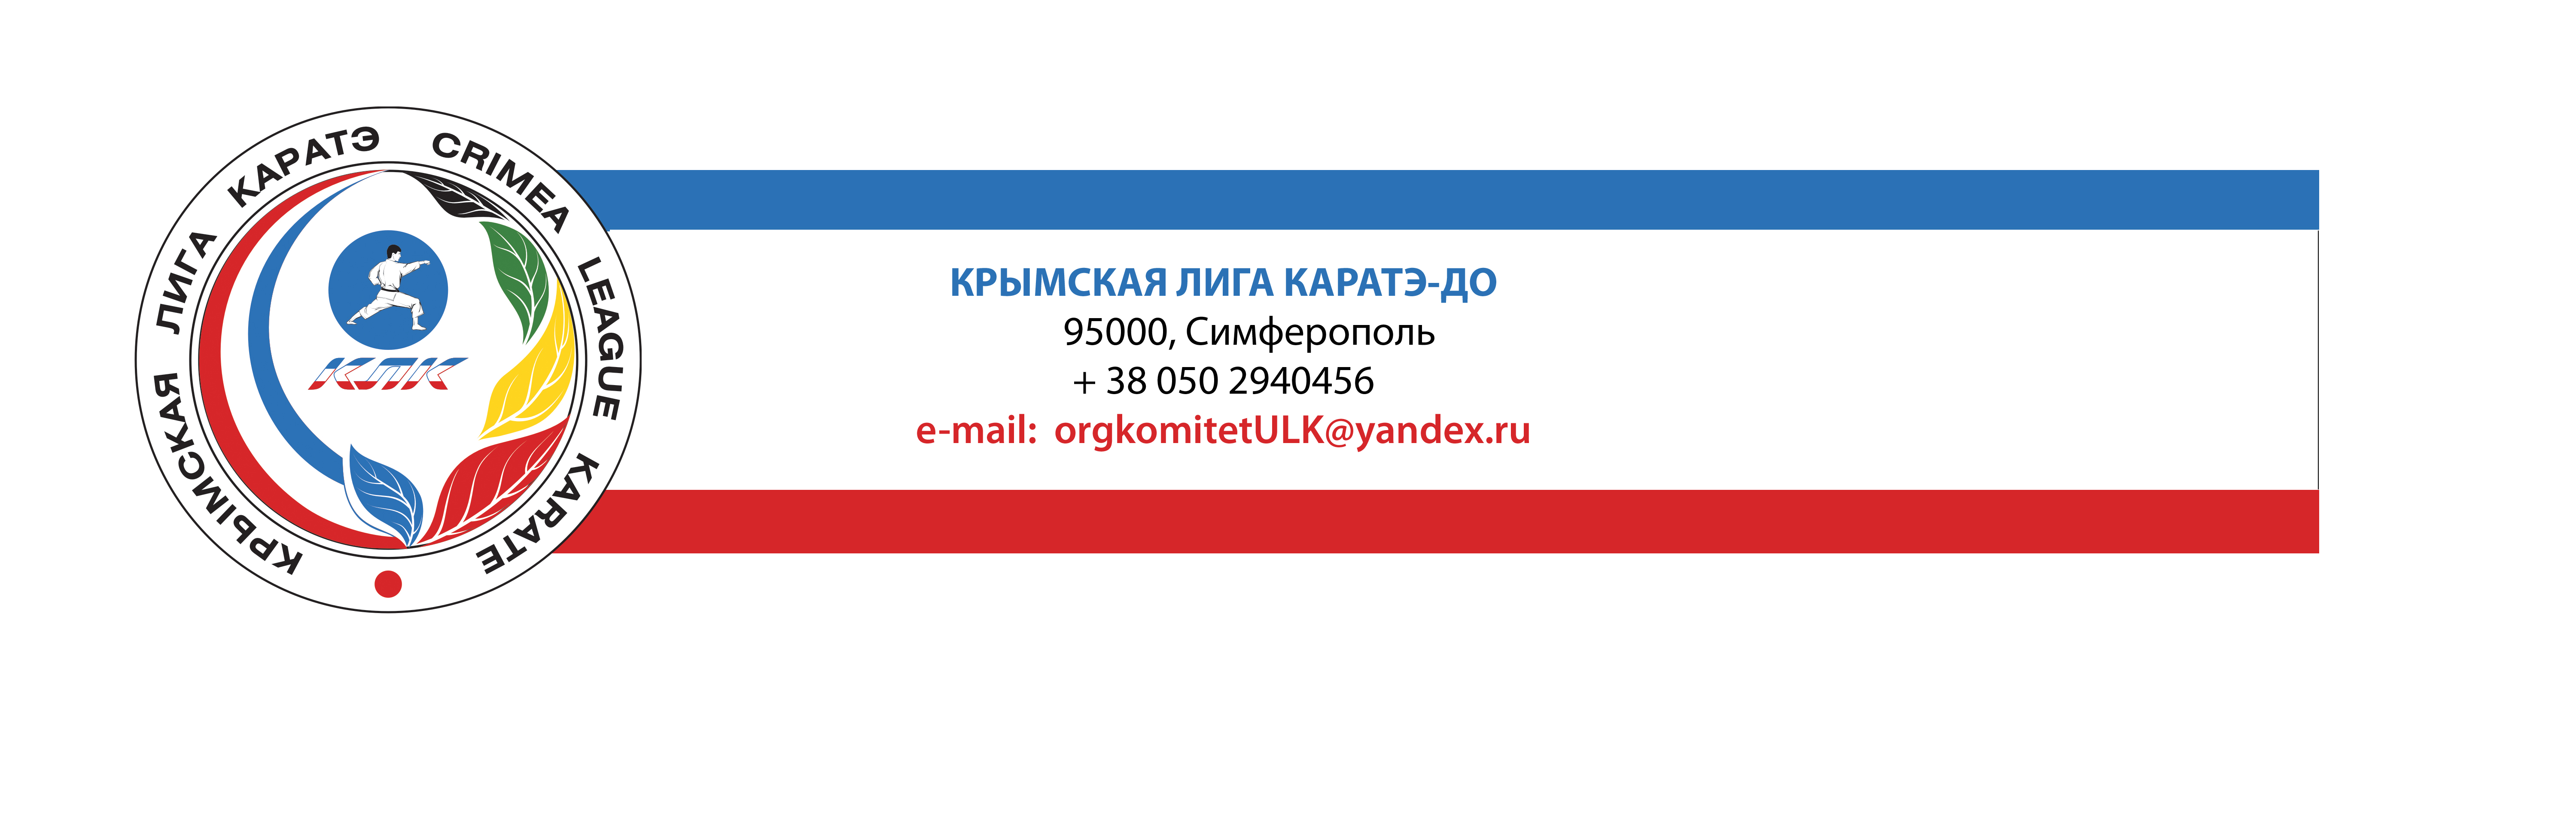 КРЫМСКАЯ ЛИГА КАРАТЭ CRIMEA LEAGUE KARATE
КЛК
КРЫМСКАЯ ЛИГА КАРАТЭ-ДО
95000, Симферополь
+ 38 050 2940456
e-mail: orgkomitetULK@yandex.ru